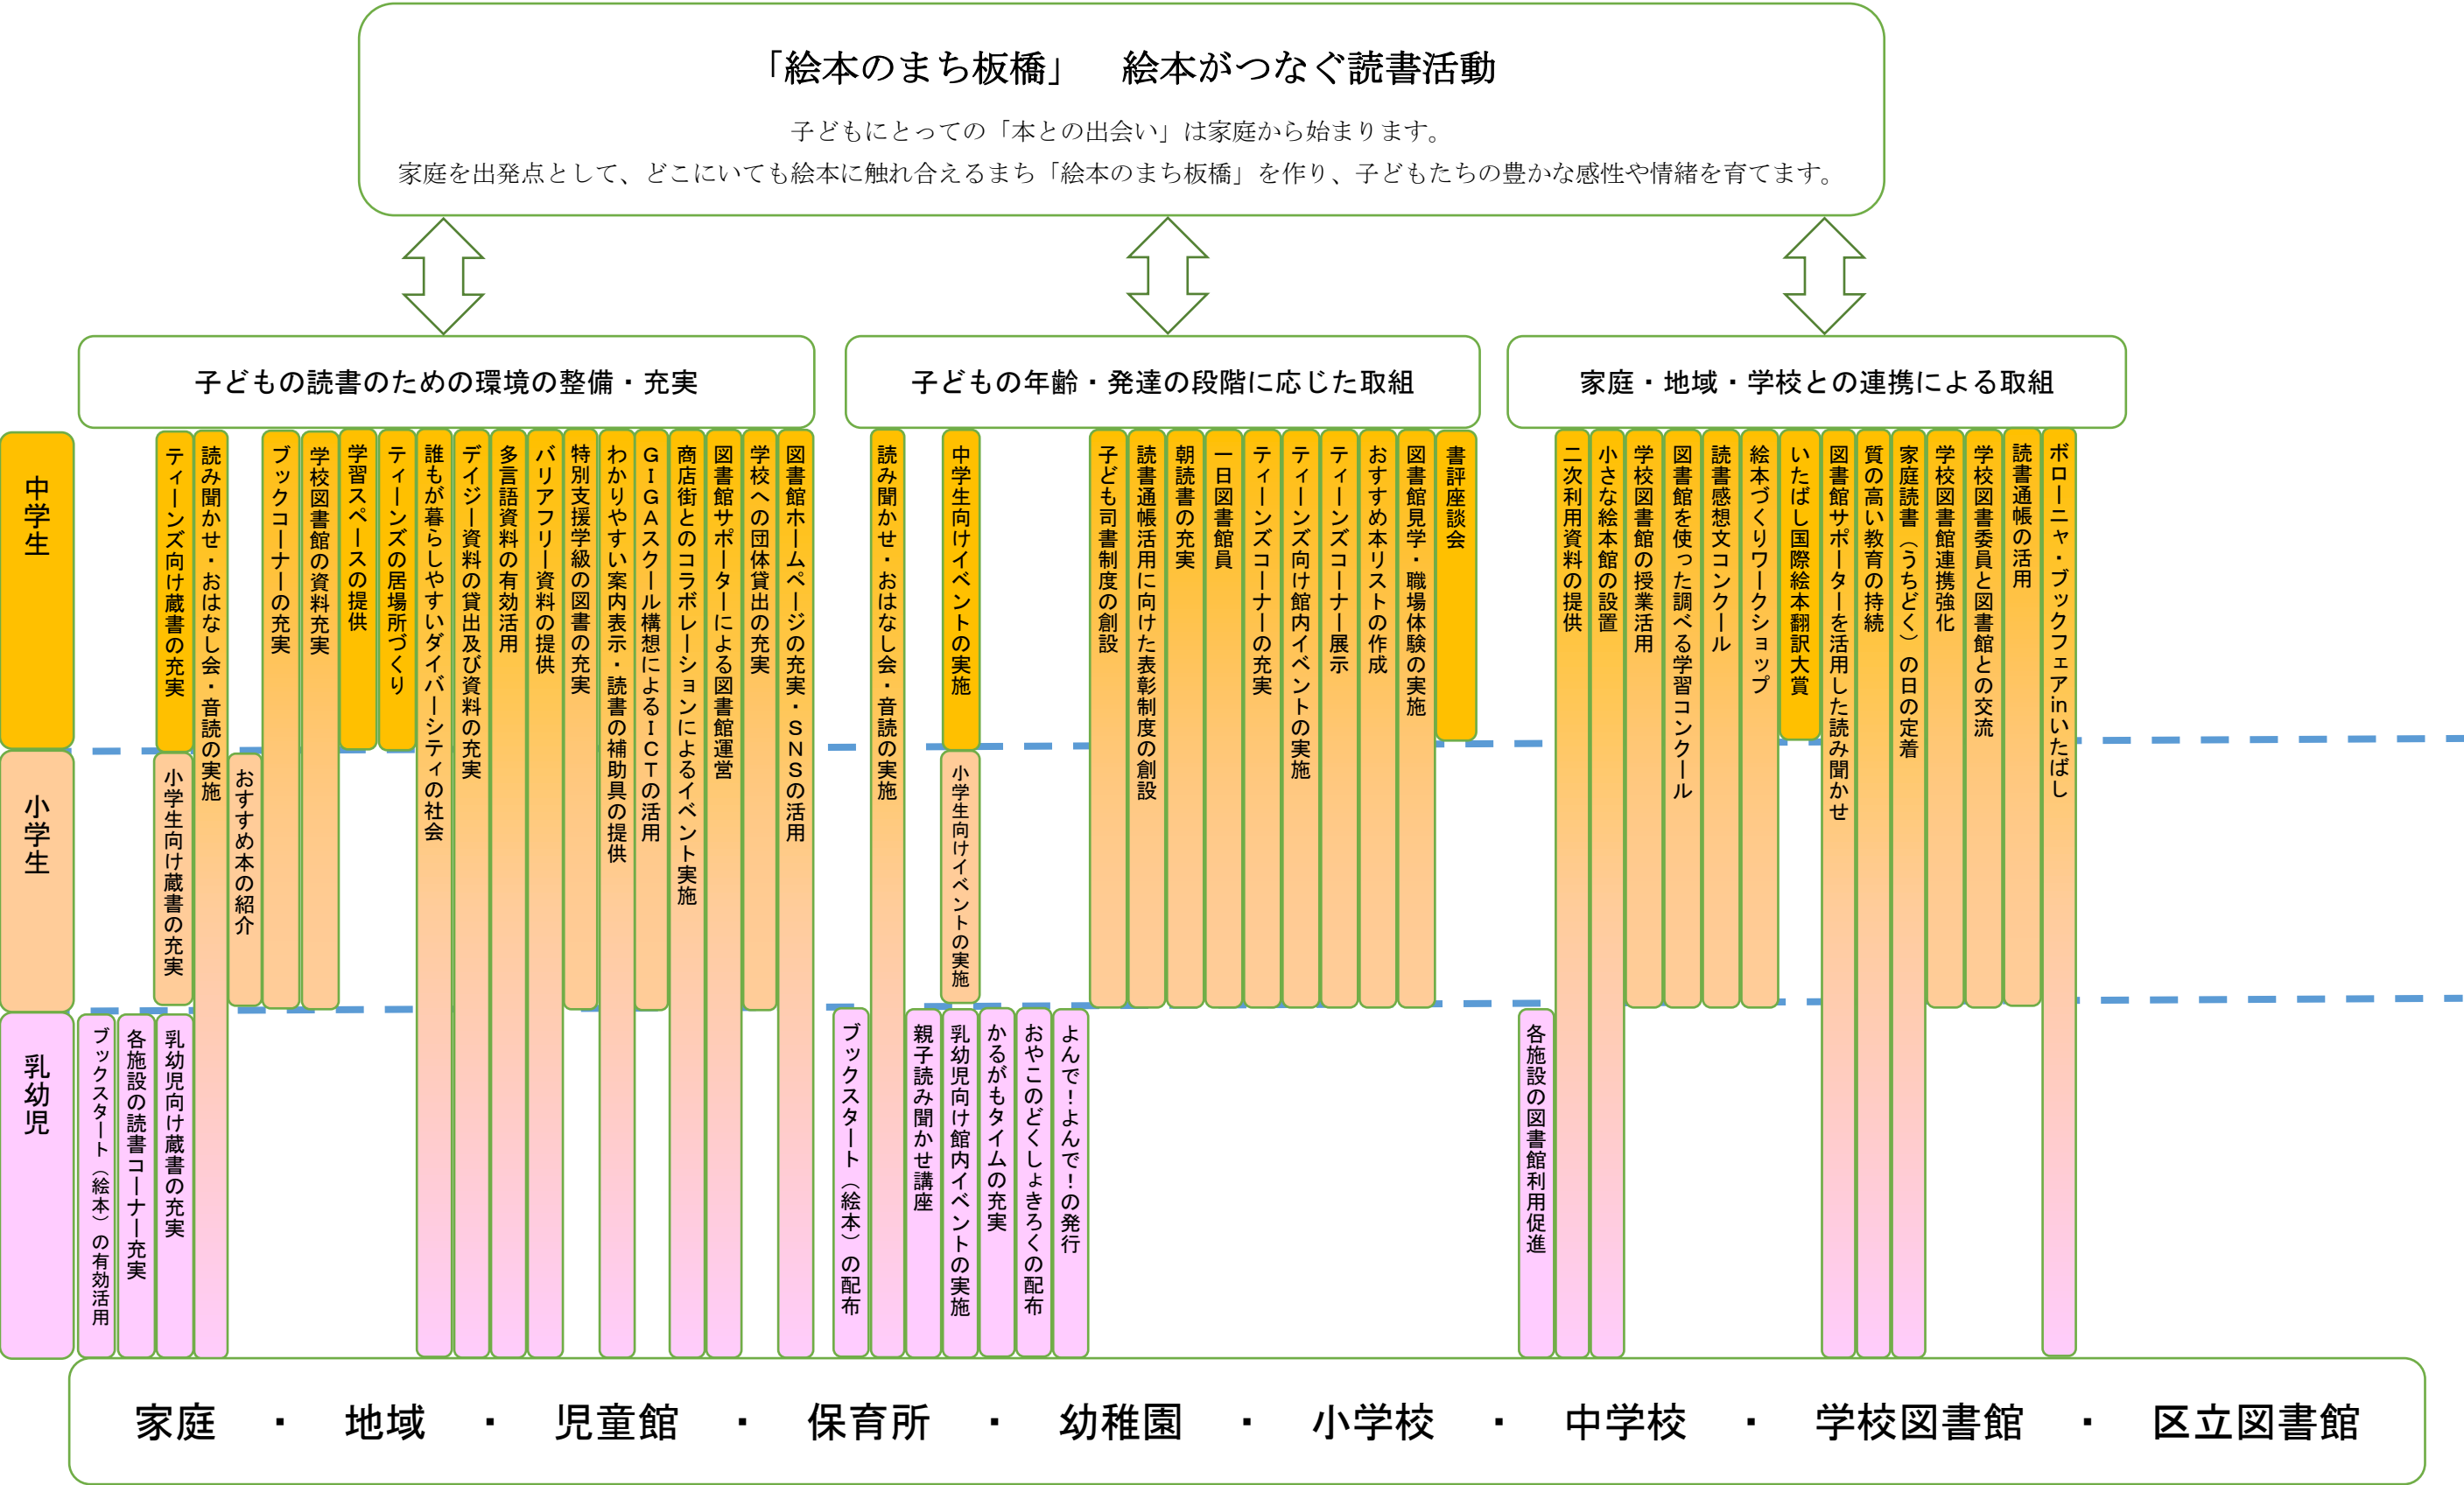 「絵本のまち板橋」　絵本がつなぐ読書活動
子どもにとっての「本との出会い」は家庭から始まります。
家庭を出発点として、どこにいても絵本に触れ合えるまち「絵本のまち板橋」を作り、子どもたちの豊かな感性や情緒を育てます。
子どもの読書のための環境の整備・充実
子どもの年齢・発達の段階に応じた取組
家庭・地域・学校との連携による取組
中学生
小学生
乳幼児
ブックスタート（絵本）の有効活用
各施設の読書コーナー充実
乳幼児向け蔵書の充実
ティーンズ向け蔵書の充実
小学生向け蔵書の充実
読み聞かせ・おはなし会・音読の実施
おすすめ本の紹介
ブックコーナーの充実
学校図書館の資料充実
学習スペースの提供
ティーンズの居場所づくり
誰もが暮らしやすいダイバーシティの社会
デイジー資料の貸出及び資料の充実
多言語資料の有効活用
バリアフリー資料の提供
特別支援学級の図書の充実
わかりやすい案内表示・読書の補助具の提供
ＧＩＧＡスクール構想によるＩＣＴの活用
商店街とのコラボレーションによるイベント実施
図書館サポーターによる図書館運営
学校への団体貸出の充実
図書館ホームページの充実・ＳＮＳの活用
ブックスタート（絵本）の配布
読み聞かせ・おはなし会・音読の実施
親子読み聞かせ講座
中学生向けイベントの実施
小学生向けイベントの実施
乳幼児向け館内イベントの実施
かるがもタイムの充実
おやこのどくしょきろくの配布
よんで！よんで！の発行
子ども司書制度の創設
読書通帳活用に向けた表彰制度の創設
朝読書の充実
一日図書館員
ティーンズコーナーの充実
ティーンズ向け館内イベントの実施
ティーンズコーナー展示
おすすめ本リストの作成
図書館見学・職場体験の実施
書評座談会
各施設の図書館利用促進
二次利用資料の提供
小さな絵本館の設置
学校図書館の授業活用
図書館を使った調べる学習コンクール
読書感想文コンクール
絵本づくりワークショップ
いたばし国際絵本翻訳大賞
図書館サポーターを活用した読み聞かせ
質の高い教育の持続
家庭読書（うちどく）の日の定着
学校図書館連携強化
学校図書委員と図書館との交流
読書通帳の活用
ボローニャ・ブックフェアinいたばし
家庭　・　地域　・　児童館　・　保育所　・　幼稚園　・　小学校　・　中学校　・　学校図書館　・　区立図書館